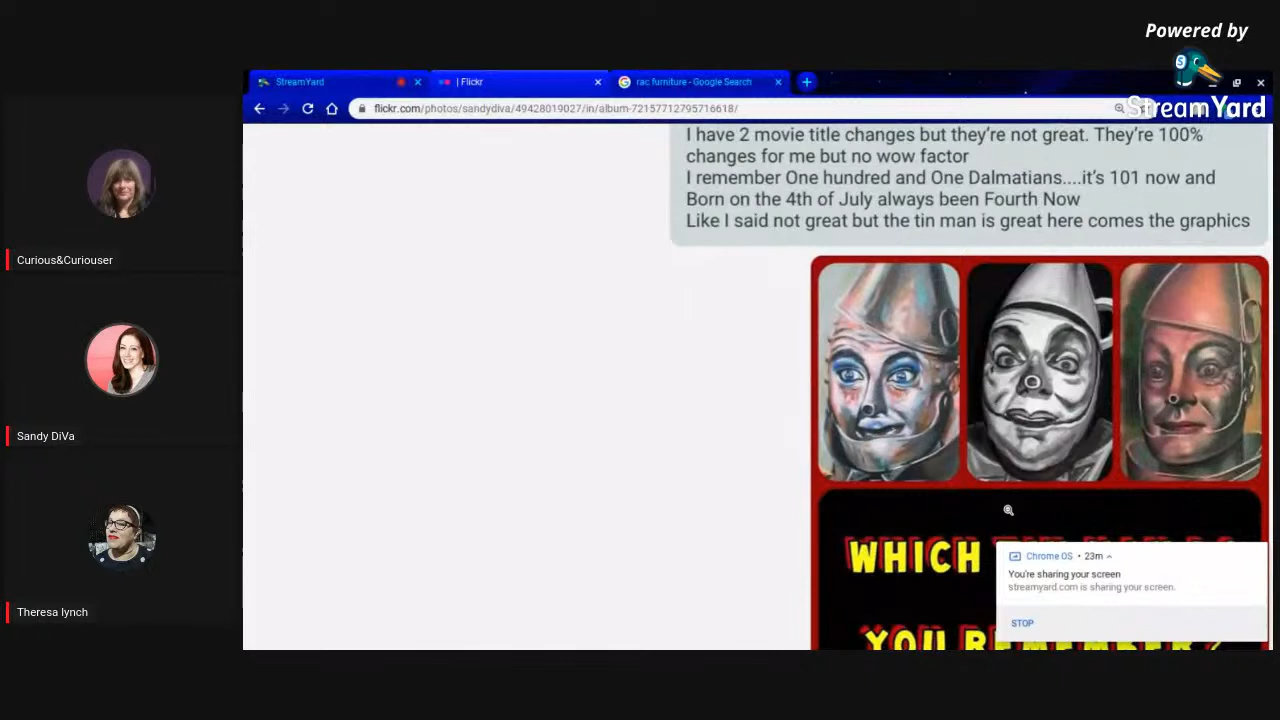 Powered by
StreamYard
StreamYard
| Flickr
rac furniture - Google Search
flickr.com/photos/sandydiva/49428019027/in/album-72157712795716618/
I have 2 movie title changes but they're not great. They're 100%
changes for me but no wow factor
I remember One hundred and One Dalmatians....it's 101 now and
Born on the 4th of July always been Fourth Now
Like I said not great but the tin man is great here comes the graphics
Curious&Curiouser
Sandy DiVa
Theresa lynch
WHICH
YOU REMEMBER?
Chrome OS • 23m
You're sharing your screen
streamyard.com is sharing your screen.
STOP